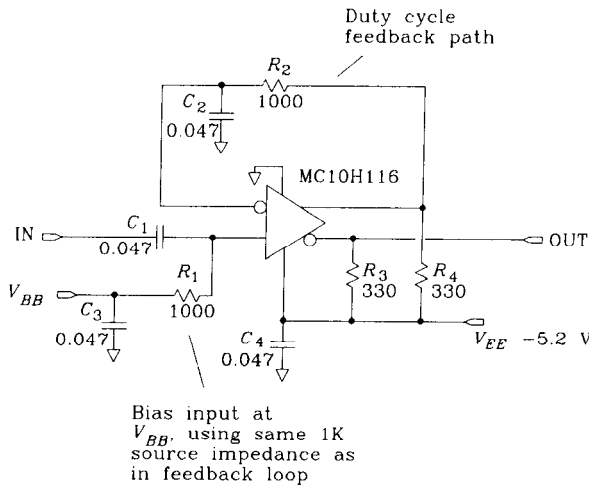 Duty cycle
feedback path
R2
1000
C2
0.047
MC10H116
IN
C1
0.047
OUT
R1
1000
R3
330
R4
330
VBB
C3
0.047
C4
0.047
VEE -5.2 V
Bias input at
VBB, using same 1K
source impedance as
in feedback loop